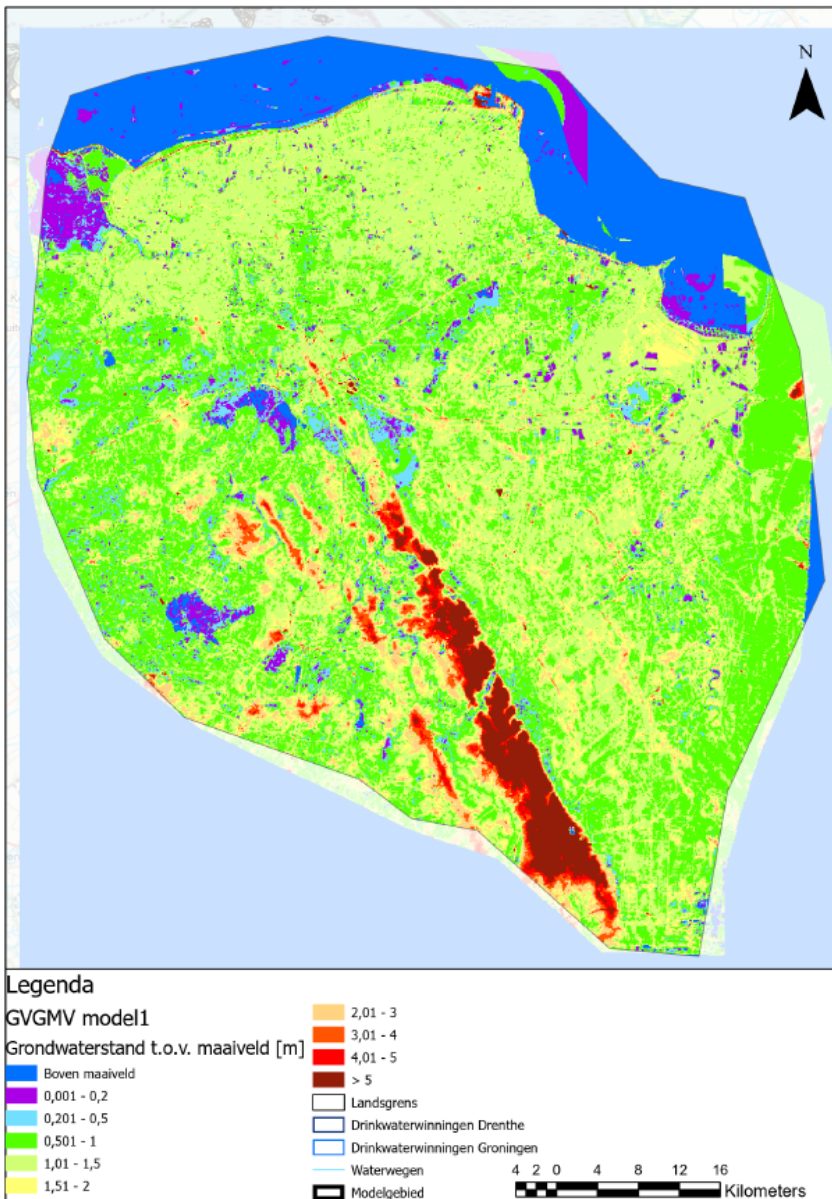 N
Legenda
GVGMV model1
Grondwaterstand t.o.v. maaiveld [m]
Boven maaiveld
0,001 - 0,2
0,201 - 0,5
0,501 - 1
1,01 - 1,5
1,51 - 2
2,01 - 3
3,01 - 4
4,01 - 5
> 5
Landsgrens
Drinkwaterwinningen Drenthe
Drinkwaterwinningen Groningen
Waterwegen
Modelgebied
4 2 0 4 8 12 16
Kilometers